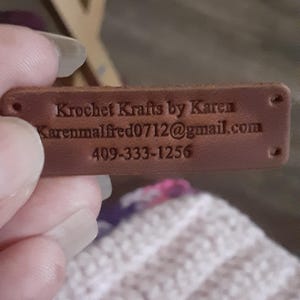 Krochet Krafts by Karen
Karenmalfred0712@gmail.com
409-333-1256